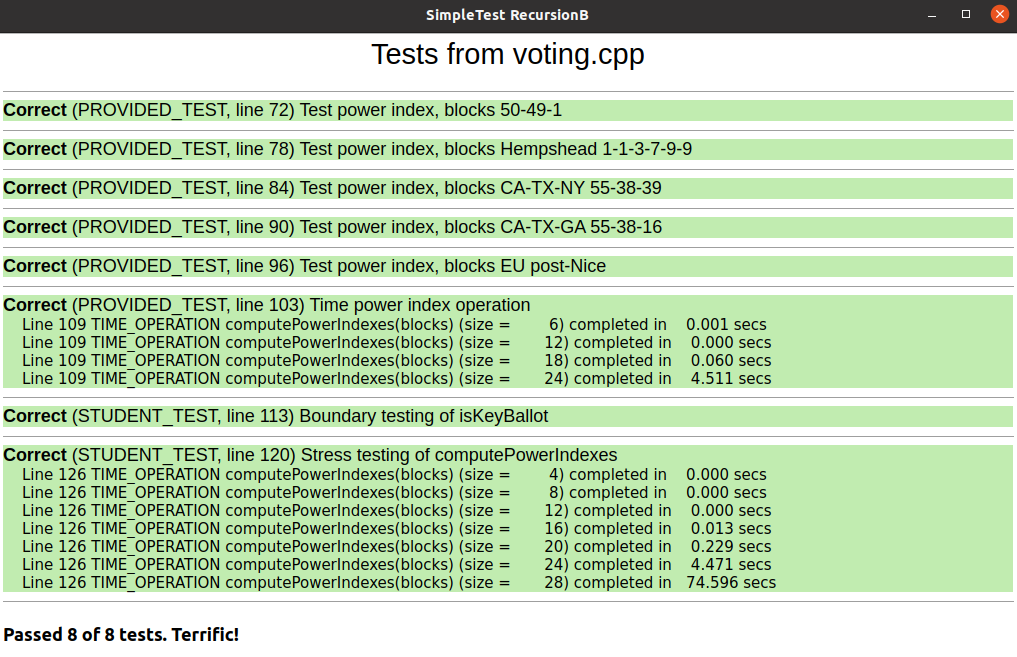 SimpleTest RecursionB
Tests from voting.cpp
Correct (PROVIDED_TEST, line 72) Test power index, blocks 50-49-1
Correct (PROVIDED_TEST, line 78) Test power index, blocks Hempshead 1-1-3-7-9-9
Correct (PROVIDED_TEST, line 84) Test power index, blocks CA-TX-NY 55-38-39
Correct (PROVIDED_TEST, line 90) Test power index, blocks CA-TX-GA 55-38-16
Correct (PROVIDED_TEST, line 96) Test power index, blocks EU post-Nice
Correct (PROVIDED_TEST, line 103) Time power index operation
Line 109 TIME_OPERATION computePowerIndexes(blocks) (size = 6) completed in 0.001 secs
Line 109 TIME_OPERATION computePowerIndexes(blocks) (size = 12) completed in 0.000 secs
Line 109 TIME_OPERATION computePowerIndexes(blocks) (size = 18) completed in 0.060 secs
Line 109 TIME_OPERATION computePowerIndexes(blocks) (size = 24) completed in 4.511 secs
Correct (STUDENT_TEST, line 113) Boundary testing of isKeyBallot
Correct (STUDENT_TEST, line 120) Stress testing of computePowerIndexes
Line 126 TIME_OPERATION computePowerIndexes(blocks) (size = 4) completed in 0.000 secs
Line 126 TIME_OPERATION computePowerIndexes(blocks) (size = 8) completed in 0.000 secs
Line 126 TIME_OPERATION computePowerIndexes(blocks) (size = 12) completed in 0.000 secs
Line 126 TIME_OPERATION computePowerIndexes(blocks) (size = 16) completed in 0.013 secs
Line 126 TIME_OPERATION computePowerIndexes(blocks) (size = 20) completed in 0.229 secs
Line 126 TIME_OPERATION computePowerIndexes(blocks) (size = 24) completed in 4.471 secs
Line 126 TIME_OPERATION computePowerIndexes(blocks) (size = 28) completed in 74.596 secs
Passed 8 of 8 tests. Terrific!